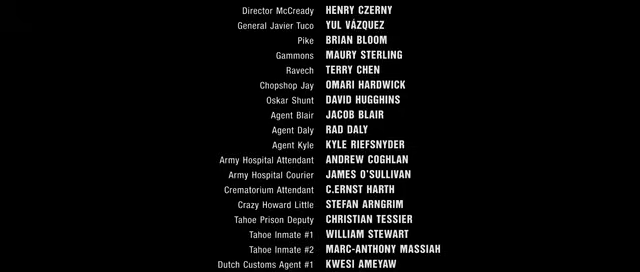 Director McCready HENRY CZERNY
General Javier Tuco YUL VÁZQUEZ
Pike BRIAN BLOOM
Gammons MAURY STERLING
Ravech TERRY CHEN
Chopshop Jay OMARI HARDWICK
Oskar Shunt DAVID HUGGHINS
Agent Blair JACOB BLAIR
Agent Daly RAD DALY
Agent Kyle KYLE RIEFSNYDER
Army Hospital Attendant ANDREW COGHLAN
Army Hospital Courier JAMES O'SULLIVAN
Crematorium Attendant C.ERNST HARTH
Crazy Howard Little STEFAN ARNGRIM
Tahoe Prison Deputy CHRISTIAN TESSIER
Tahoe Inmate #1 WILLIAM STEWART
Tahoe Inmate #2 MARC-ANTHONY MASSIAH
Dutch Customs Agent #1 KWESI AMEYAW